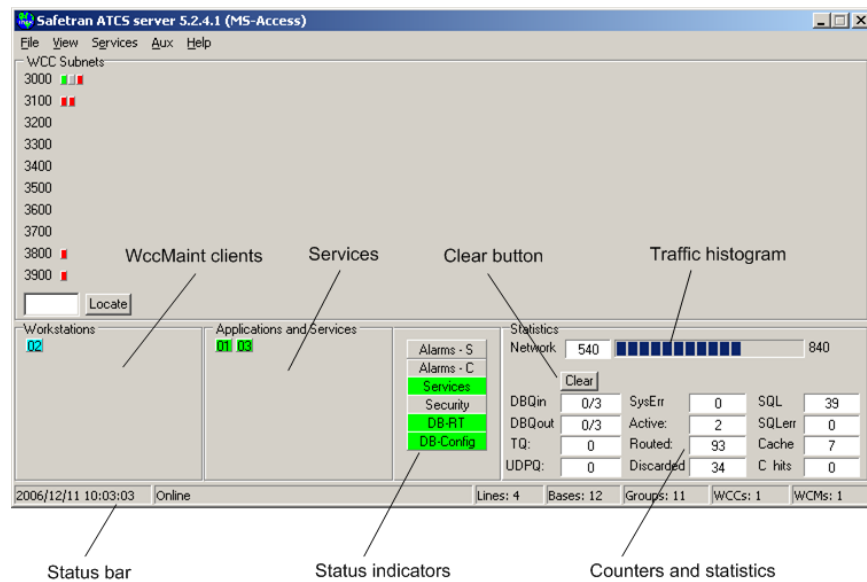 Safetran ATCS server 5.2.4.1 (MS-Access)
File View Services Aux Help
WCC Subnets
3000
3100
3200
3300
3400
3500
3600
3700
3800
3900
WccMaint clients Services Clear button Traffic histogram
Locate
Workstations Applications and Services Statistics
02 01 03
Alarms - S
Alarms - C
Services
Security
DB-RT
DB-Config
Network 540 840
Clear
DBQin 0/3 SysErr 0 SQL 39
DBQout 0/3 Active: 2 SQLerr 0
TQ: 0 Routed: 93 Cache 7
UDPQ: 0 Discarded 34 C hits 0
2006/12/11 10:03:03 Online Lines: 4 Bases: 12 Groups: 11 WCCs: 1 WCMs: 1
Status bar Status indicators Counters and statistics